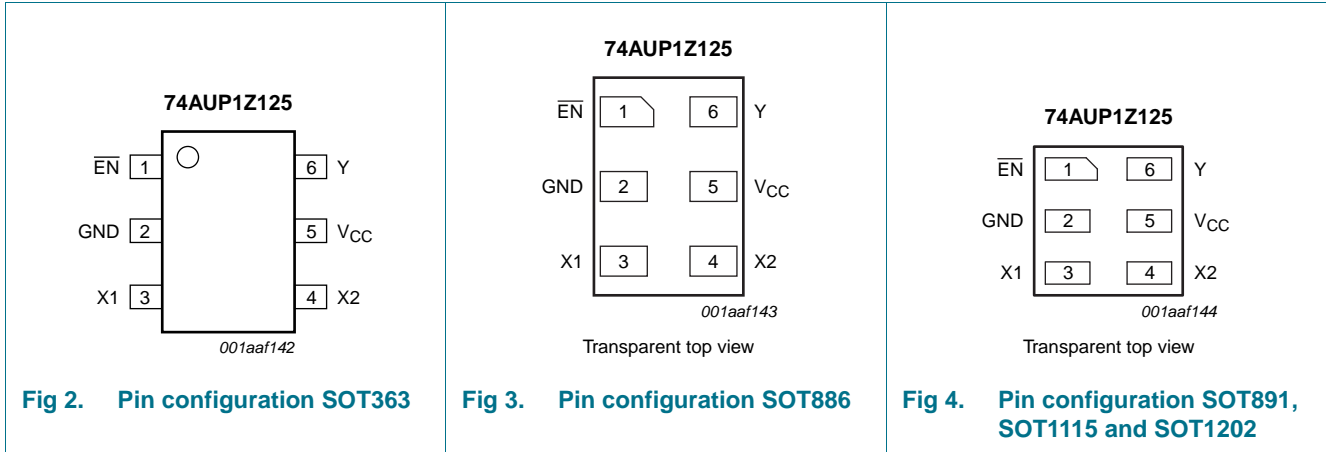 74AUP1Z125
EN 1 6 Y
GND 2 5 VCC
X1 3 4 X2
001aaf142
Fig 2. Pin configuration SOT363
74AUP1Z125
EN 1 6 Y
GND 2 5 VCC
X1 3 4 X2
001aaf143
Transparent top view
Fig 3. Pin configuration SOT886
74AUP1Z125
EN 1 6 Y
GND 2 5 VCC
X1 3 4 X2
001aaf144
Transparent top view
Fig 4. Pin configuration SOT891,
SOT1115 and SOT1202